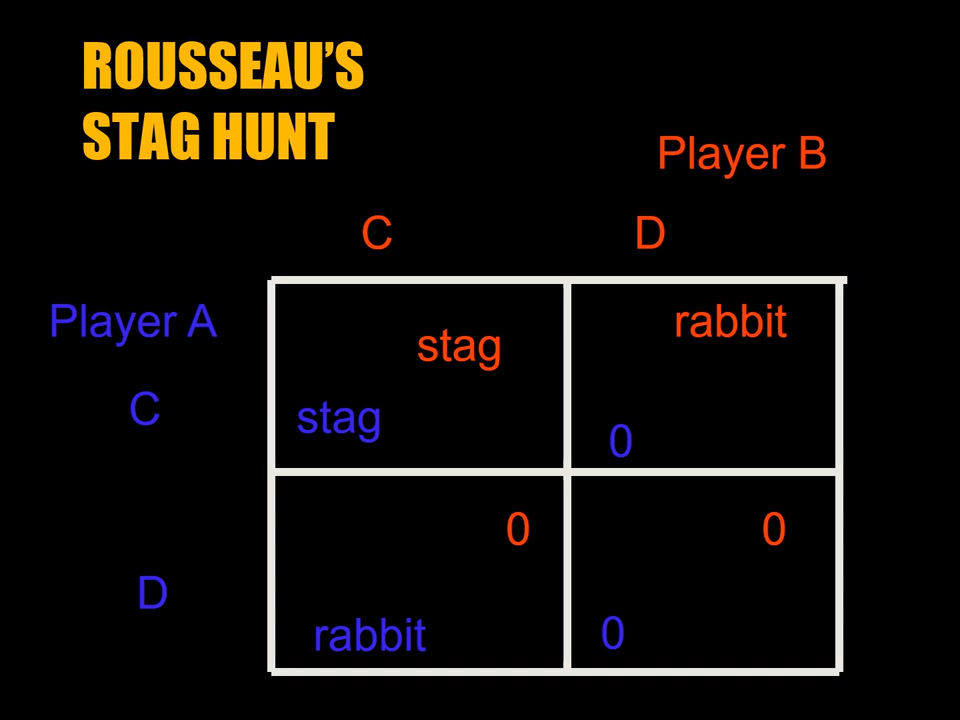 ROUSSEAU'S
STAG HUNT
Player B
C D
Player A
stag rabbit
C
stag 0
0 0
D
rabbit 0